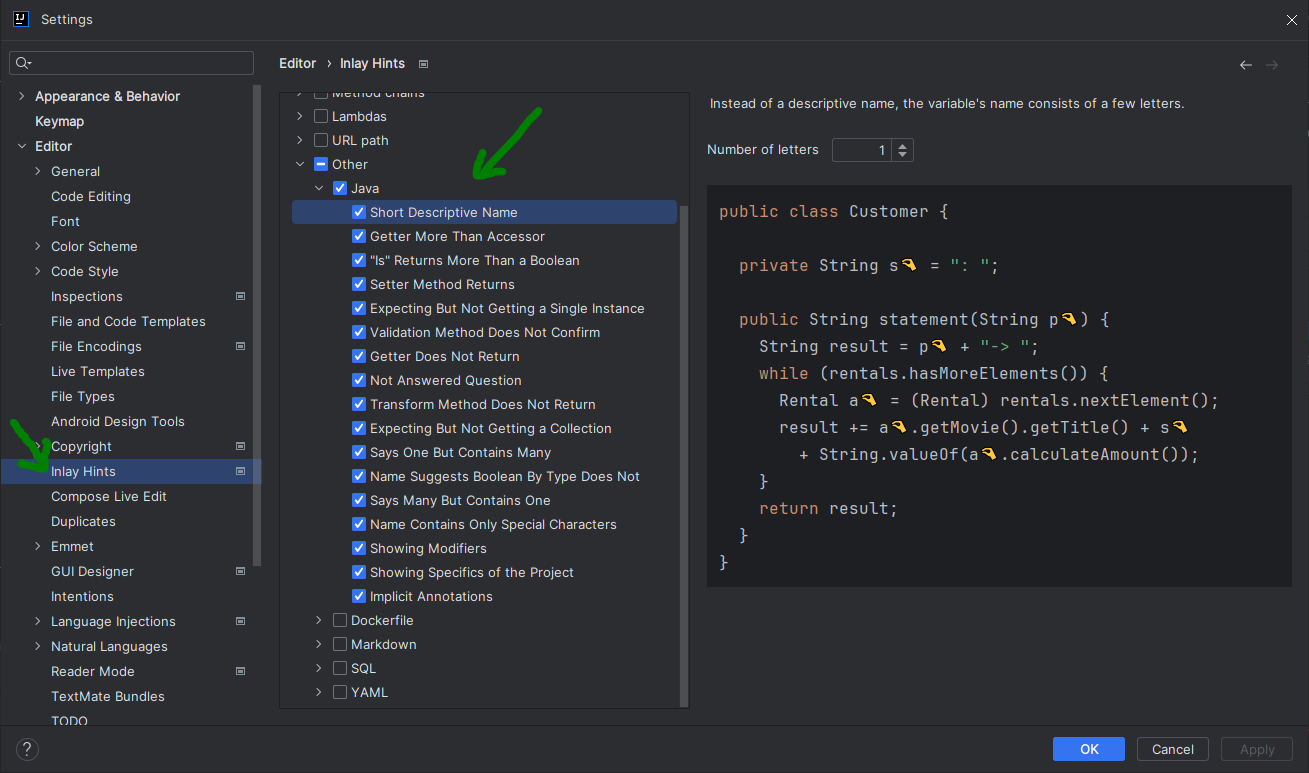 Settings
Editor › Inlay Hints
Appearance & Behavior
Keymap
Editor
General
Code Editing
Font
Color Scheme
Code Style
Inspections
File and Code Templates
File Encodings
Live Templates
File Types
Android Design Tools
Copyright
Inlay Hints
Compose Live Edit
Duplicates
Emmet
GUI Designer
Intentions
Language Injections
Natural Languages
Reader Mode
TextMate Bundles
TODO
Method chains
Lambdas
URL path
Other
Java
Short Descriptive Name
Getter More Than Accessor
"Is" Returns More Than a Boolean
Setter Method Returns
Expecting But Not Getting a Single Instance
Validation Method Does Not Confirm
Getter Does Not Return
Not Answered Question
Transform Method Does Not Return
Expecting But Not Getting a Collection
Says One But Contains Many
Name Suggests Boolean By Type Does Not
Says Many But Contains One
Name Contains Only Special Characters
Showing Modifiers
Showing Specifics of the Project
Implicit Annotations
Dockerfile
Markdown
SQL
YAML
Instead of a descriptive name, the variable's name consists of a few letters.
Number of letters 1
public class Customer {
private String s👈 = ": ";
public String statement(String p👈) {
String result = p👈 + "-> ";
while (rentals.hasMoreElements()) {
Rental a👈 = (Rental) rentals.nextElement();
result += a👈.getMovie().getTitle() + s👈
+ String.valueOf(a👈.calculateAmount());
}
return result;
}
}
? OK Cancel Apply